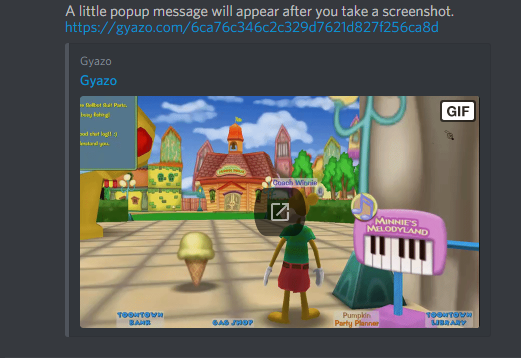 A little popup message will appear after you take a screenshot.
https://gyazo.com/6ca76c346c2c329d7621d827f256ca8d
Gyazo
Gyazo
GIF
Coach Winnie
MINNIE'S
MELODYLAND
TOONTOWN
BANK
GAG SHOP
Pumpkin
Party Planner
TOONTOWN
LIBRARY